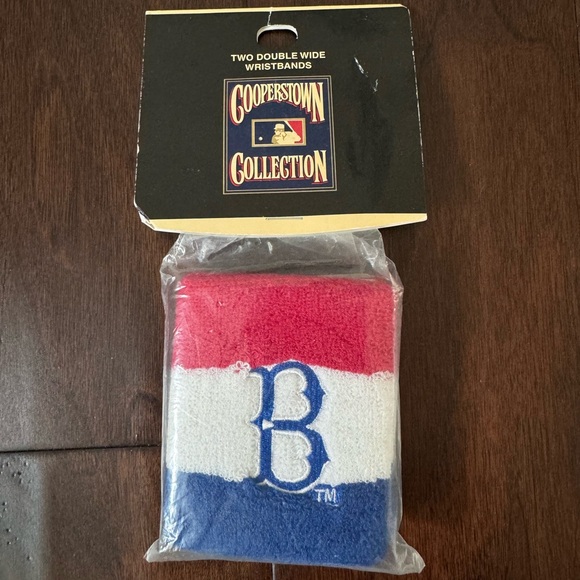 TWO DOUBLE WIDE
WRISTBANDS
COOPERSTOWN
COLLECTION
B
TM